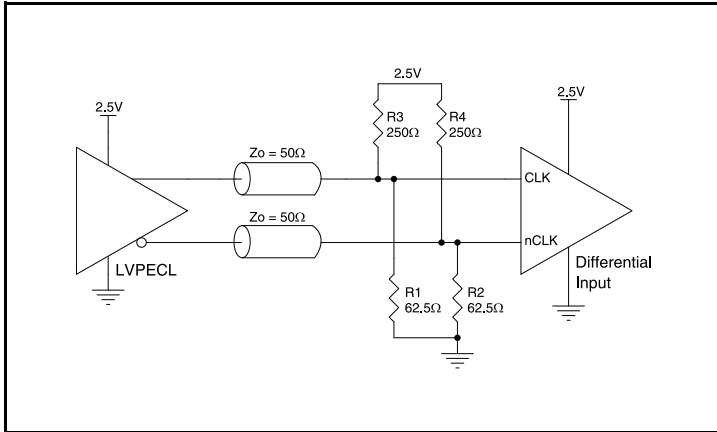 2.5V
2.5V
2.5V
R3
250Ω
R4
250Ω
Zo = 50Ω
CLK
Zo = 50Ω
nCLK
LVPECL
Differential
Input
R1
62.5Ω
R2
62.5Ω